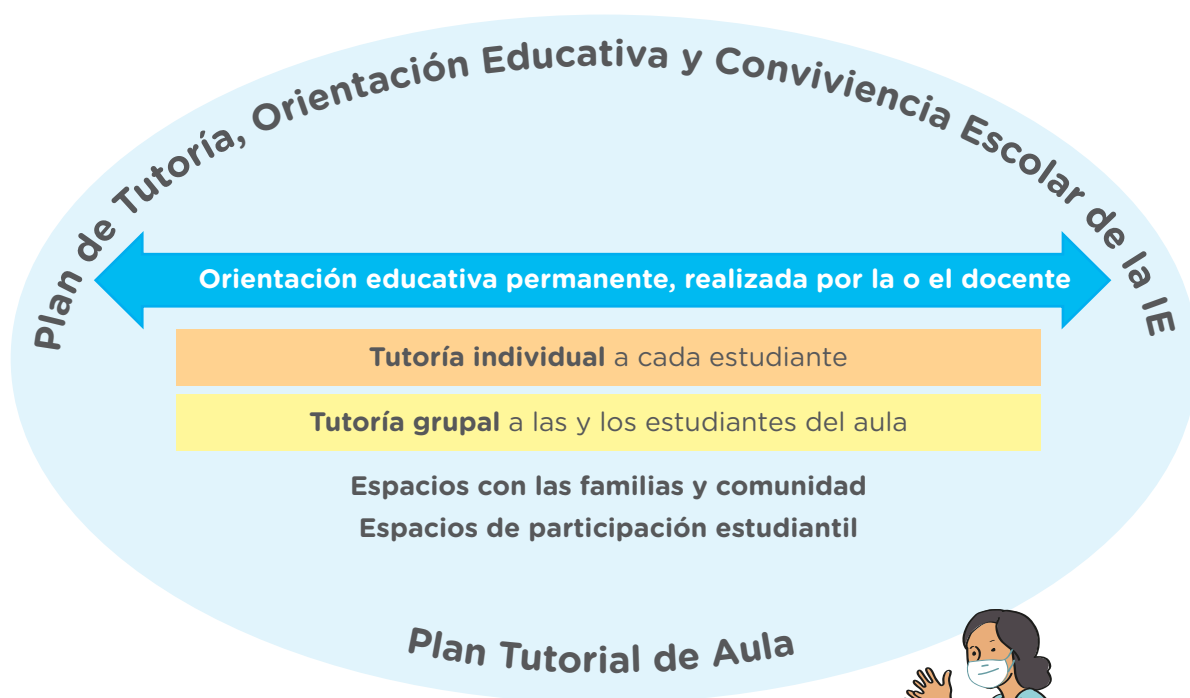 Plan de Tutoría, Orientación Educativa y Conviviencia Escolar de la IE
Orientación educativa permanente, realizada por la o el docente
Tutoría individual a cada estudiante
Tutoría grupal a las y los estudiantes del aula
Espacios con las familias y comunidad
Espacios de participación estudiantil
Plan Tutorial de Aula